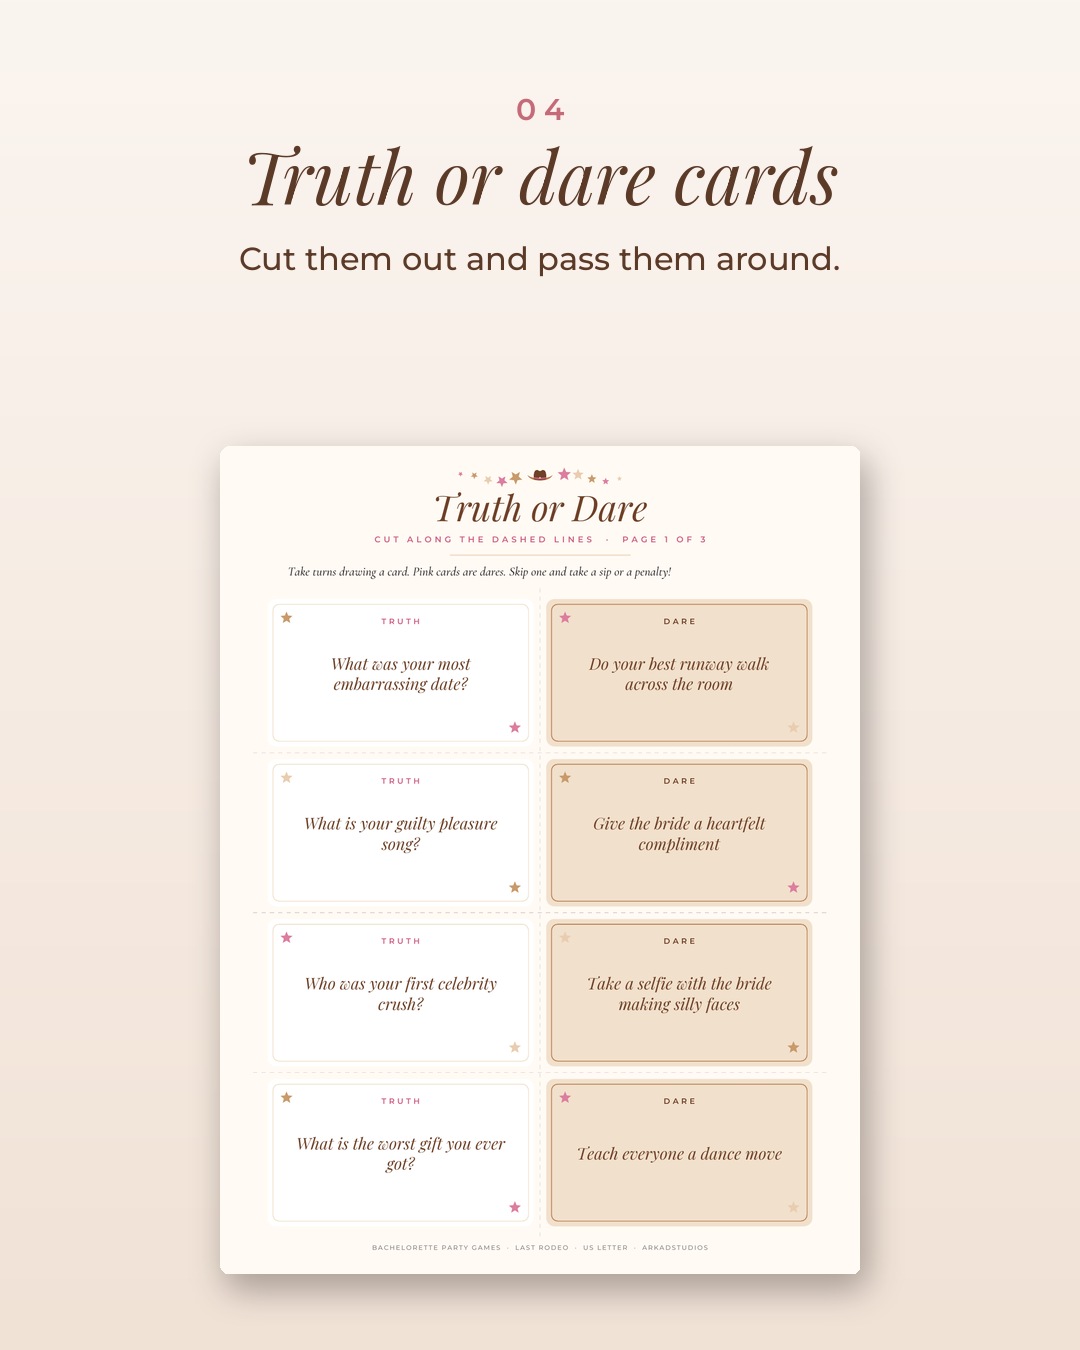 04
Truth or dare cards
Cut them out and pass them around.
Truth or Dare
CUT ALONG THE DASHED LINES · PAGE 1 OF 3
Take turns drawing a card. Pink cards are dares. Skip one and take a sip or a penalty!
TRUTH
What was your most
embarrassing date?
DARE
Do your best runway walk
across the room
TRUTH
What is your guilty pleasure
song?
DARE
Give the bride a heartfelt
compliment
TRUTH
Who was your first celebrity
crush?
DARE
Take a selfie with the bride
making silly faces
TRUTH
What is the worst gift you ever
got?
DARE
Teach everyone a dance move
BACHELORETTE PARTY GAMES · LAST RODEO · US LETTER · ARKADSTUDIOS